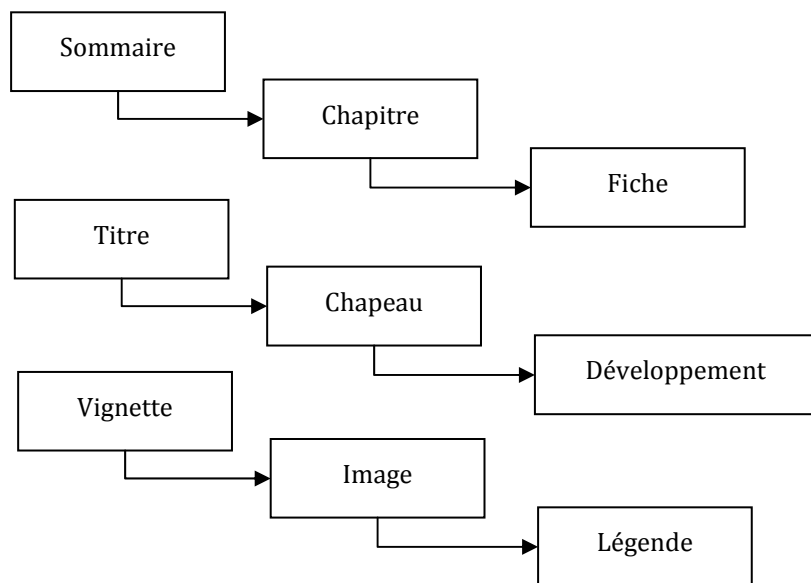 Sommaire
Chapitre
Fiche
Titre
Chapeau
Développement
Vignette
Image
Légende